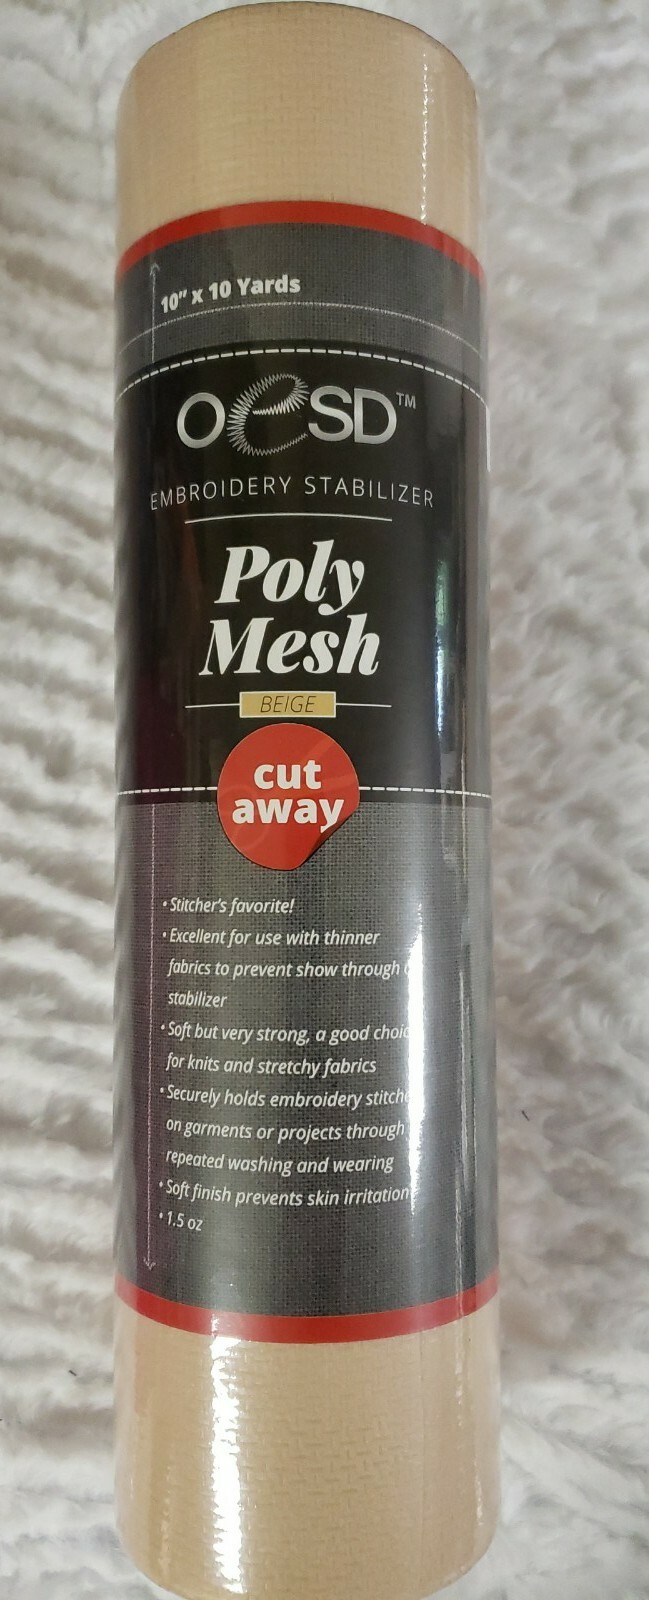 10" x 10 Yards
OeSD™
EMBROIDERY STABILIZER
Poly
Mesh
BEIGE
cut
away
• Stitcher's favorite!
• Excellent for use with thinner
fabrics to prevent show through
stabilizer
• Soft but very strong, a good
for knits and stretchy fabrics
• Securely holds embroidery
on garments or projects through
repeated washing and wearing
• Soft finish prevents skin irritation
• 1.5 oz